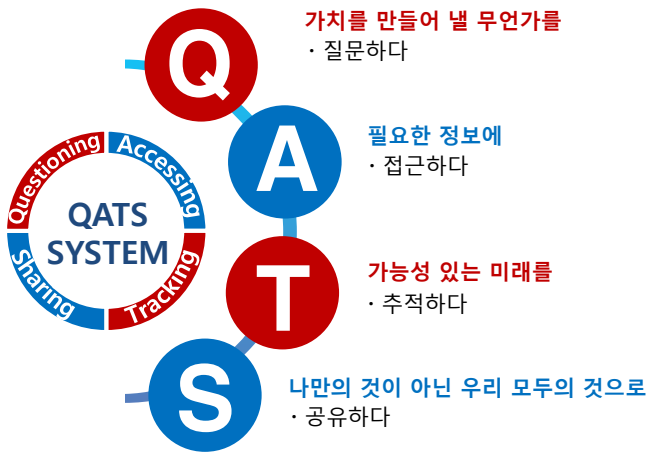 Q
가치를 만들어 낼 무언가를
· 질문하다
A
필요한 정보에
· 접근하다
Questioning
Accessing
QATS
SYSTEM
Sharing
Tracking
T
가능성 있는 미래를
· 추적하다
S
나만의 것이 아닌 우리 모두의 것으로
· 공유하다